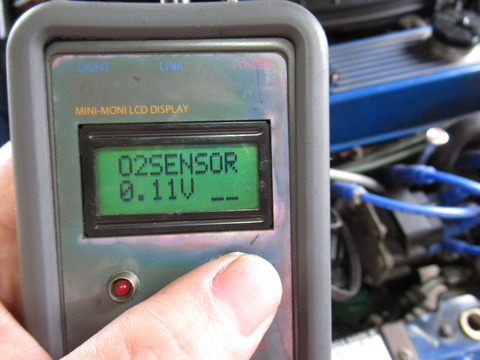 LIGHT LINK POWER
MINI-MONI LCD DISPLAY
O2SENSOR
0.11V __